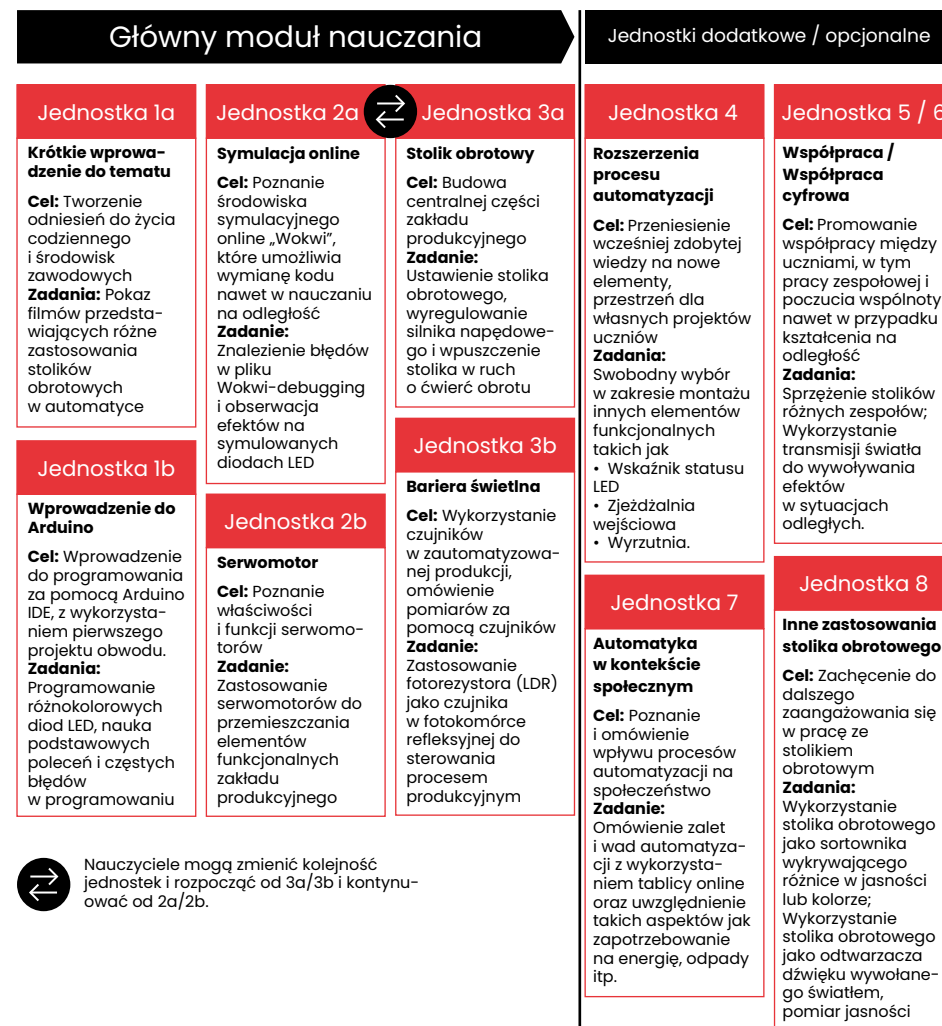 Główny moduł nauczania
Jednostki dodatkowe / opcjonalne
Jednostka 1a
Krótkie wprowa-
dzenie do tematu
Cel: Tworzenie
odniesień do życia
codziennego
i środowisk
zawodowych
Zadania: Pokaz
filmów przedsta-
wiających różne
zastosowania
stolików
obrotowych
w automatyce
Jednostka 1b
Wprowadzenie do
Arduino
Cel: Wprowadzenie
do programowania
za pomocą Arduino
IDE, z wykorzysta-
niem pierwszego
projektu obwodu.
Zadania:
Programowanie
różnokolorowych
diod LED, nauka
podstawowych
poleceń i częstych
błędów
w programowaniu
Jednostka 2a
Symulacja online
Cel: Poznanie
środowiska
symulacyjnego
online „Wokwi”,
które umożliwia
wymianę kodu
nawet w nauczaniu
na odległość
Zadanie:
Znalezienie błędów
w pliku
Wokwi-debugging
i obserwacja
efektów na
symulowanych
diodach LED
Jednostka 2b
Serwomotor
Cel: Poznanie
właściwości
i funkcji serwomo-
torów
Zadanie:
Zastosowanie
serwomotorów do
przemieszczania
elementów
funkcjonalnych
zakładu
produkcyjnego
Jednostka 3a
Stolik obrotowy
Cel: Budowa
centralnej części
zakładu
produkcyjnego
Zadanie:
Ustawienie stolika
obrotowego,
wyregulowanie
silnika napędowe-
go i wpuszczenie
stolika w ruch
o ćwierć obrotu
Jednostka 3b
Bariera świetlna
Cel: Wykorzystanie
czujników
w zautomatyzowa-
nej produkcji,
omówienie
pomiarów za
pomocą czujników
Zadanie:
Zastosowanie
fotorezystora (LDR)
jako czujnika
w fotokomórce
refleksyjnej do
sterowania
procesem
produkcyjnym
Jednostka 4
Rozszerzenia
procesu
automatyzacji
Cel: Przeniesienie
wcześniej zdobytej
wiedzy na nowe
elementy,
przestrzeń dla
własnych projektów
uczniów
Zadania:
Swobodny wybór
w zakresie montażu
innych elementów
funkcjonalnych
takich jak
• Wskaźnik statusu
LED
• Zjeżdżalnia
wejściowa
• Wyrzutnia.
Jednostka 7
Automatyka
w kontekście
społecznym
Cel: Poznanie
i omówienie
wpływu procesów
automatyzacji na
społeczeństwo
Zadanie:
Omówienie zalet
i wad automatyza-
cji z wykorzysta-
niem tablicy online
oraz uwzględnienie
takich aspektów jak
zapotrzebowanie
na energię, odpady
itp.
Jednostka 5 / 6
Współpraca /
Współpraca
cyfrowa
Cel: Promowanie
współpracy między
uczniami, w tym
pracy zespołowej i
poczucia wspólnoty
nawet w przypadku
kształcenia na
odległość
Zadania:
Sprzężenie stolików
różnych zespołów;
Wykorzystanie
transmisji światła
do wywoływania
efektów
w sytuacjach
odległych.
Jednostka 8
Inne zastosowania
stolika obrotowego
Cel: Zachęcenie do
dalszego
zaangażowania się
w pracę ze
stolikiem
obrotowym
Zadania:
Wykorzystanie
stolika obrotowego
jako sortownika
wykrywającego
różnice w jasności
lub kolorze;
Wykorzystanie
stolika obrotowego
jako odtwarzacza
dźwięku wywołane-
go światłem,
pomiar jasności
Nauczyciele mogą zmienić kolejność
jednostek i rozpocząć od 3a/3b i kontynu-
ować od 2a/2b.